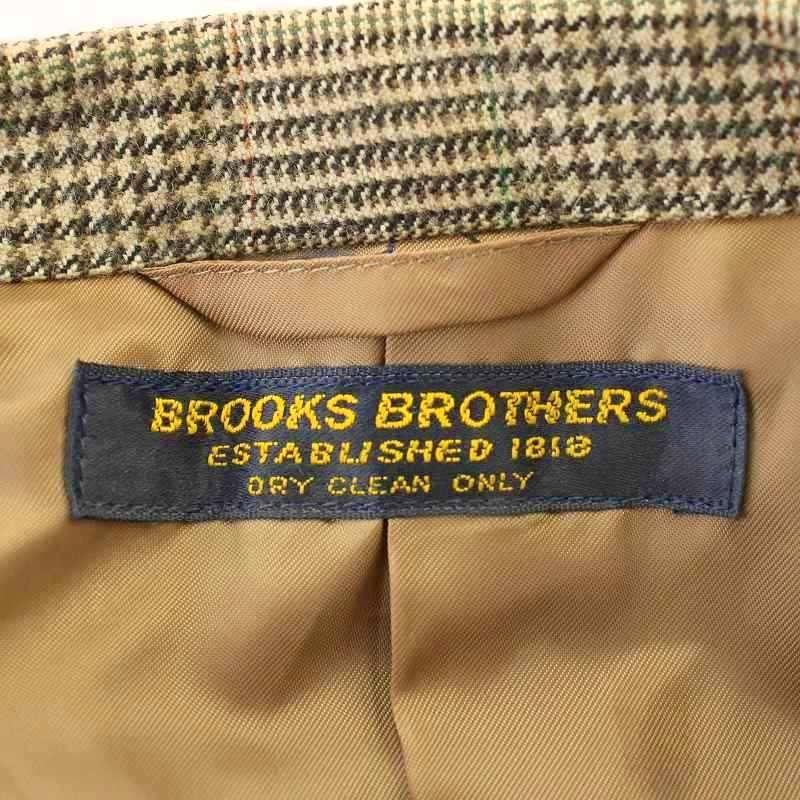 BROOKS BROTHERS
ESTABLISHED 1818
DRY CLEAN ONLY